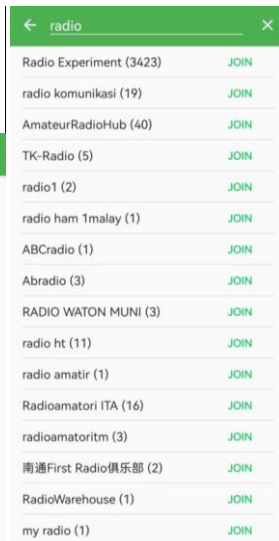 radio
Radio Experiment (3423) JOIN
radio komunikasi (19) JOIN
AmateurRadioHub (40) JOIN
TK-Radio (5) JOIN
radio1 (2) JOIN
radio ham 1malay (1) JOIN
ABCradio (1) JOIN
Abradio (3) JOIN
RADIO WATON MUNI (3) JOIN
radio ht (11) JOIN
radio amatir (1) JOIN
Radioamatori ITA (16) JOIN
radioamatoritm (3) JOIN
南通First Radio俱乐部 (2) JOIN
RadioWarehouse (1) JOIN
my radio (1) JOIN